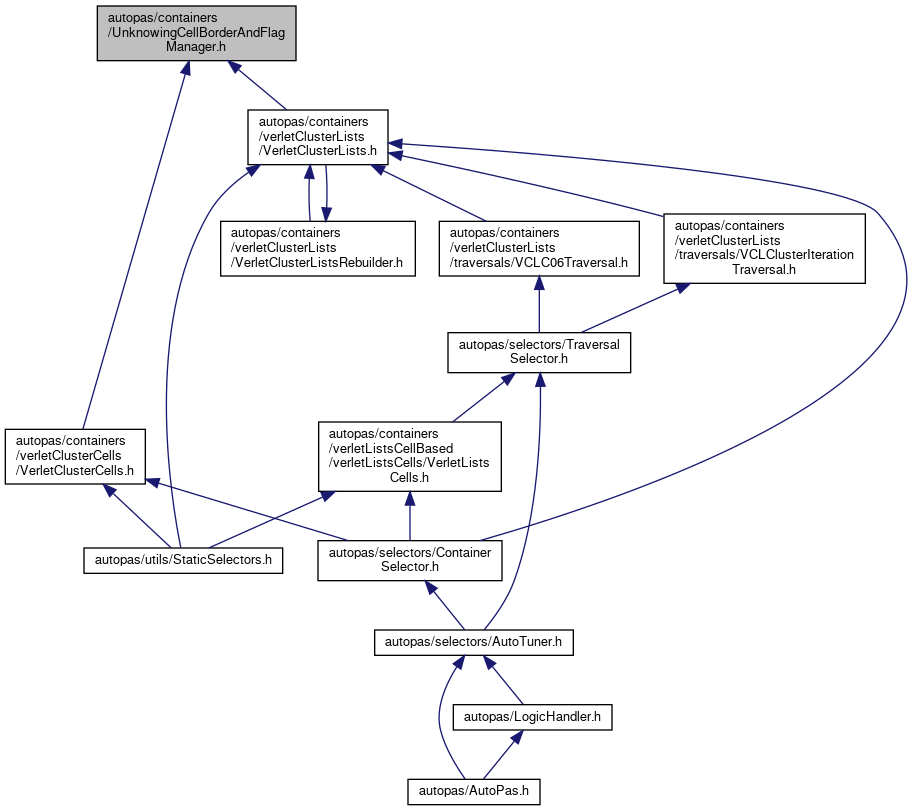 autopas/containers
/UnknowingCellBorderAndFlag
Manager.h
autopas/containers
/verletClusterLists
/VerletClusterLists.h
autopas/containers
/verletClusterLists
/VerletClusterListsRebuilder.h
autopas/containers
/verletClusterLists
/traversals/VCLC06Traversal.h
autopas/containers
/verletClusterLists
/traversals/VCLClusterIteration
Traversal.h
autopas/selectors/Traversal
Selector.h
autopas/containers
/verletClusterCells
/VerletClusterCells.h
autopas/containers
/verletListsCellBased
/verletListsCells/VerletLists
Cells.h
autopas/utils/StaticSelectors.h
autopas/selectors/Container
Selector.h
autopas/selectors/AutoTuner.h
autopas/LogicHandler.h
autopas/AutoPas.h